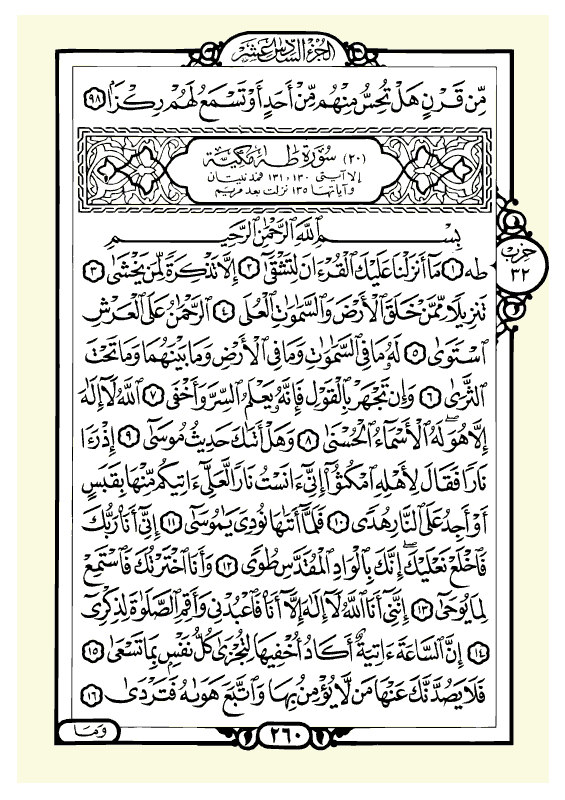 الجزء السادس عشر
مِّن قَرْنٍ هَلْ تُحِسُّ مِنْهُم مِّنْ أَحَدٍ أَوْ تَسْمَعُ لَهُمْ رِكْزًا ٩٨
(٢٠) سُورَة طٰهٰ مَكيّة
إلا آيتي ١٣٠ و ١٣١ فمدنيتان
وآياتها ١٣٥ نزلت بعد مريم
بِسْمِ اللَّهِ الرَّحْمَٰنِ الرَّحِيمِ
طه ١ مَا أَنزَلْنَا عَلَيْكَ الْقُرْءَانَ لِتَشْقَىٰ ٢ إِلَّا تَذْكِرَةً لِّمَن يَخْشَىٰ ٣
تَنزِيلًا مِّمَّنْ خَلَقَ الْأَرْضَ وَالسَّمَٰوَٰتِ الْعُلَى ٤ الرَّحْمَٰنُ عَلَى الْعَرْشِ
اسْتَوَىٰ ٥ لَهُ مَا فِي السَّمَٰوَٰتِ وَمَا فِي الْأَرْضِ وَمَا بَيْنَهُمَا وَمَا تَحْتَ
الثَّرَىٰ ٦ وَإِن تَجْهَرْ بِالْقَوْلِ فَإِنَّهُ يَعْلَمُ السِّرَّ وَأَخْفَى ٧ اللَّهُ لَا إِلَٰهَ
إِلَّا هُوَ لَهُ الْأَسْمَاءُ الْحُسْنَىٰ ٨ وَهَلْ أَتَىٰكَ حَدِيثُ مُوسَىٰ ٩ إِذْ رَءَا
نَارًا فَقَالَ لِأَهْلِهِ امْكُثُوا إِنِّي ءَانَسْتُ نَارًا لَّعَلِّي ءَاتِيكُم مِّنْهَا بِقَبَسٍ
أَوْ أَجِدُ عَلَى النَّارِ هُدًى ١٠ فَلَمَّا أَتَىٰهَا نُودِيَ يَٰمُوسَىٰ ١١ إِنِّي أَنَا رَبُّكَ
فَاخْلَعْ نَعْلَيْكَ إِنَّكَ بِالْوَادِ الْمُقَدَّسِ طُوًى ١٢ وَأَنَا اخْتَرْتُكَ فَاسْتَمِعْ
لِمَا يُوحَىٰ ١٣ إِنَّنِي أَنَا اللَّهُ لَا إِلَٰهَ إِلَّا أَنَا فَاعْبُدْنِي وَأَقِمِ الصَّلَوٰةَ لِذِكْرِي
١٤ إِنَّ السَّاعَةَ ءَاتِيَةٌ أَكَادُ أُخْفِيهَا لِتُجْزَىٰ كُلُّ نَفْسٍ بِمَا تَسْعَىٰ ١٥
فَلَا يَصُدَّنَّكَ عَنْهَا مَن لَّا يُؤْمِنُ بِهَا وَاتَّبَعَ هَوَىٰهُ فَتَرْدَىٰ ١٦
حزب
٣٢
٢٦٠
وَمَا